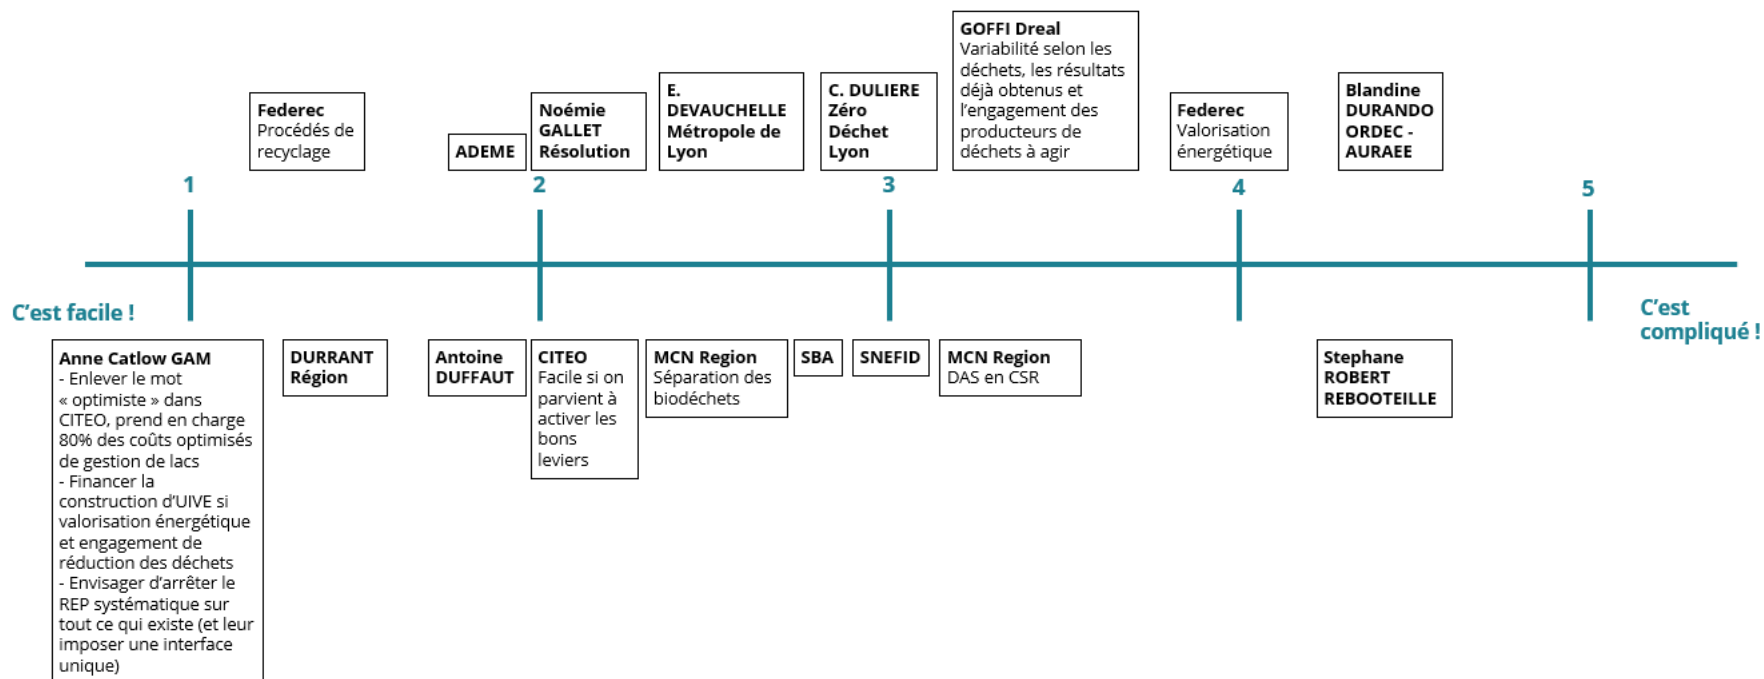 Federec
Procédés de
recyclage
ADEME
Noémie
GALLET
Résolution
E.
DEVAUCHELLE
Métropole de
Lyon
C. DULIERE
Zéro
Déchet
Lyon
GOFFI Dreal
Variabilité selon les
déchets, les résultats
déjà obtenus et
l'engagement des
producteurs de
déchets à agir
Federec
Valorisation
énergétique
Blandine
DURANDO
ORDEC -
AURAEE
1
2
3
4
5
C'est facile !
C'est
compliqué !
Anne Catlow GAM
- Enlever le mot
« optimiste » dans
CITEO, prend en charge
80% des coûts optimisés
de gestion de lacs
- Financer la
construction d'UIVE si
valorisation énergétique
et engagement de
réduction des déchets
- Envisager d'arrêter le
REP systématique sur
tout ce qui existe (et leur
imposer une interface
unique)
DURRANT
Région
Antoine
DUFFAUT
CITEO
Facile si on
parvient à
activer les
bons
leviers
MCN Region
Séparation des
biodéchets
SBA
SNEFID
MCN Region
DAS en CSR
Stephane
ROBERT
REBOOTEILLE